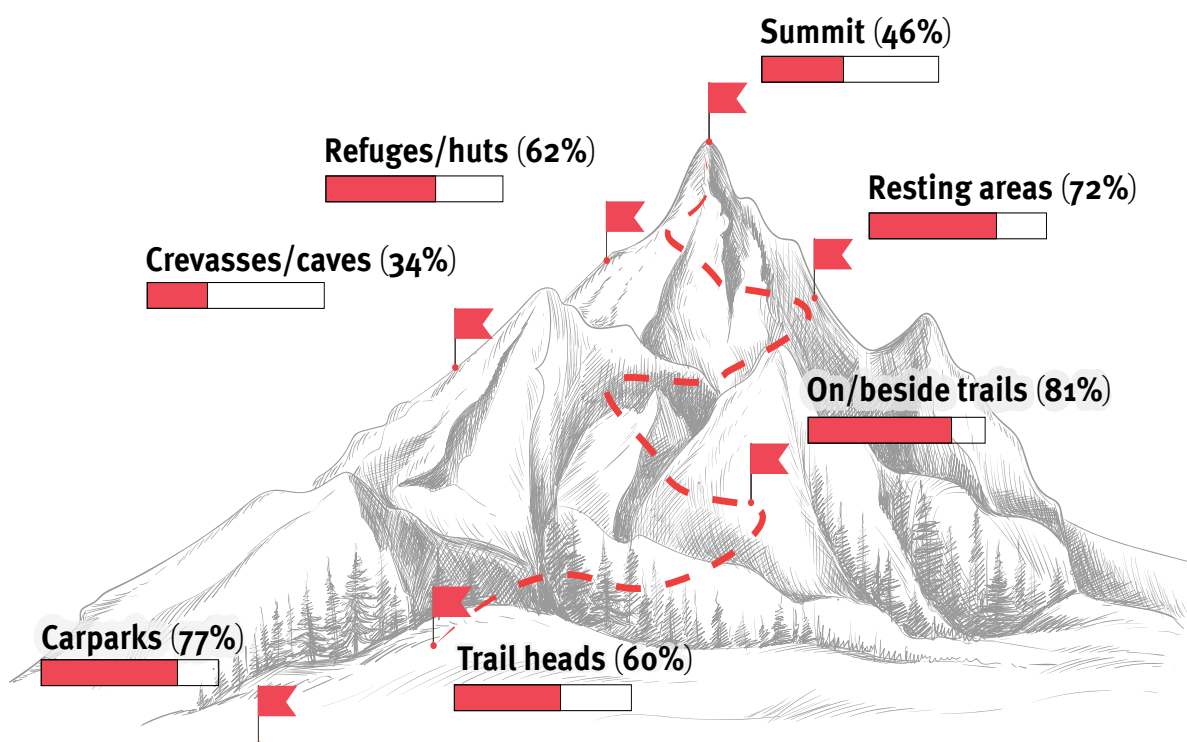 Summit (46%)
Refuges/huts (62%)
Resting areas (72%)
Crevasses/caves (34%)
On/beside trails (81%)
Carparks (77%)
Trail heads (60%)